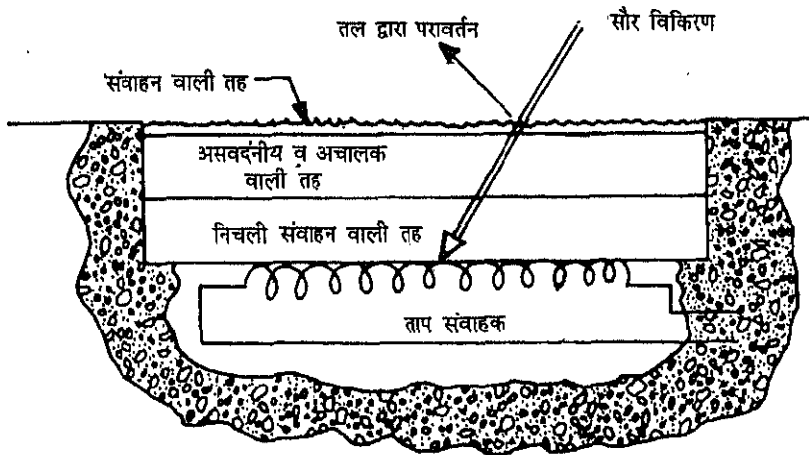 सौर विकिरण
तल द्वारा परावर्तन
संवाहन वाली तह
असवर्दनीय व अचालक
वाली तह
निचली संवाहन वाली तह
ताप संवाहक